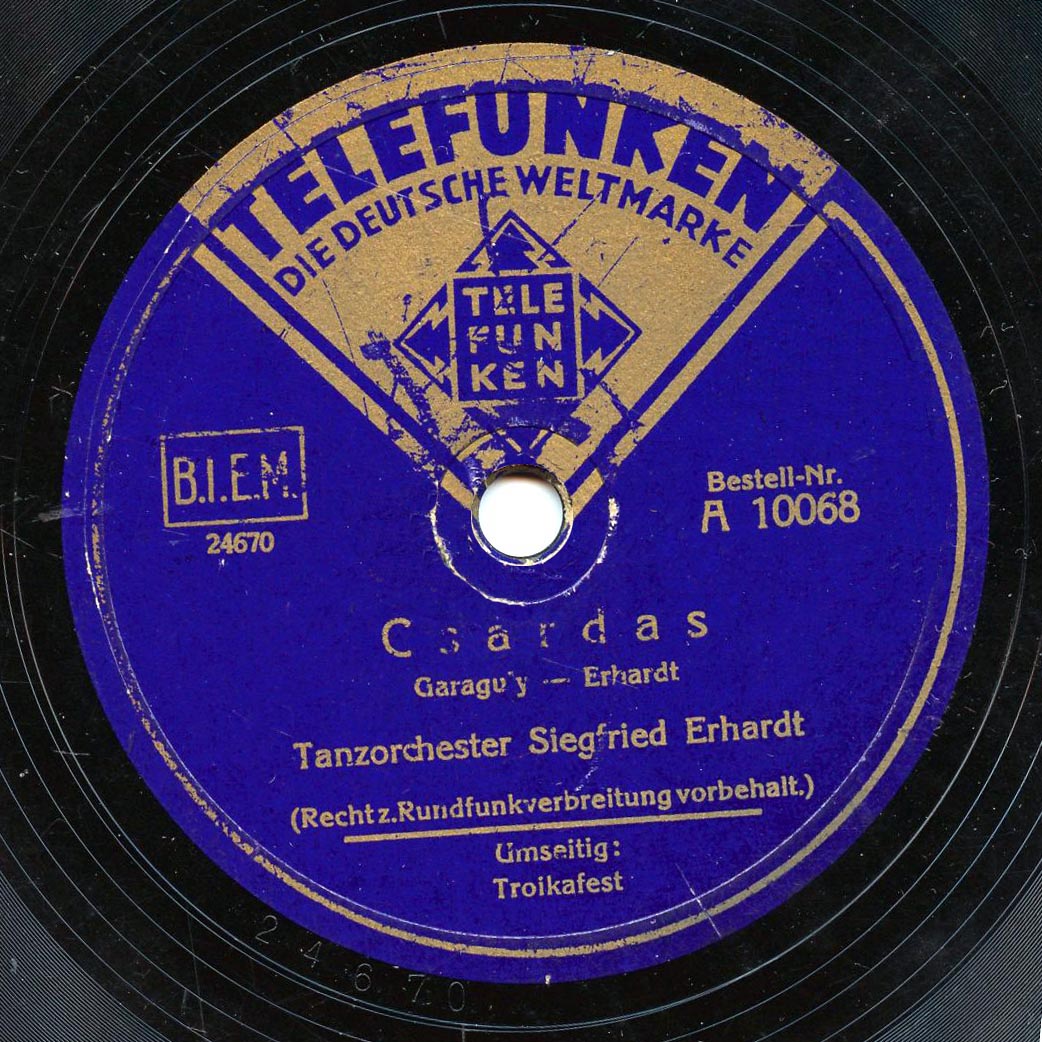 TELEFUNKEN
DIE DEUTSCHE WELTMARKE
TELE
FUN
KEN
B.I.E.M.
24670
Bestell-Nr.
A 10068
Csardas
Garagu'y — Erhardt
Tanzorchester Siegfried Erhardt
(Recht z. Rundfunkverbreitung vorbehalt.)
Umseitig:
Troikafest
24670